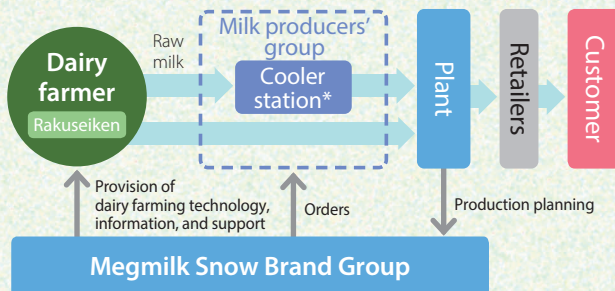 Dairy
farmer
Rakuseiken
Raw
milk
Milk producers'
group
Cooler
station*
Plant
Retailers
Customer
Provision of
dairy farming technology,
information, and support
Orders
Production planning
Megmilk Snow Brand Group